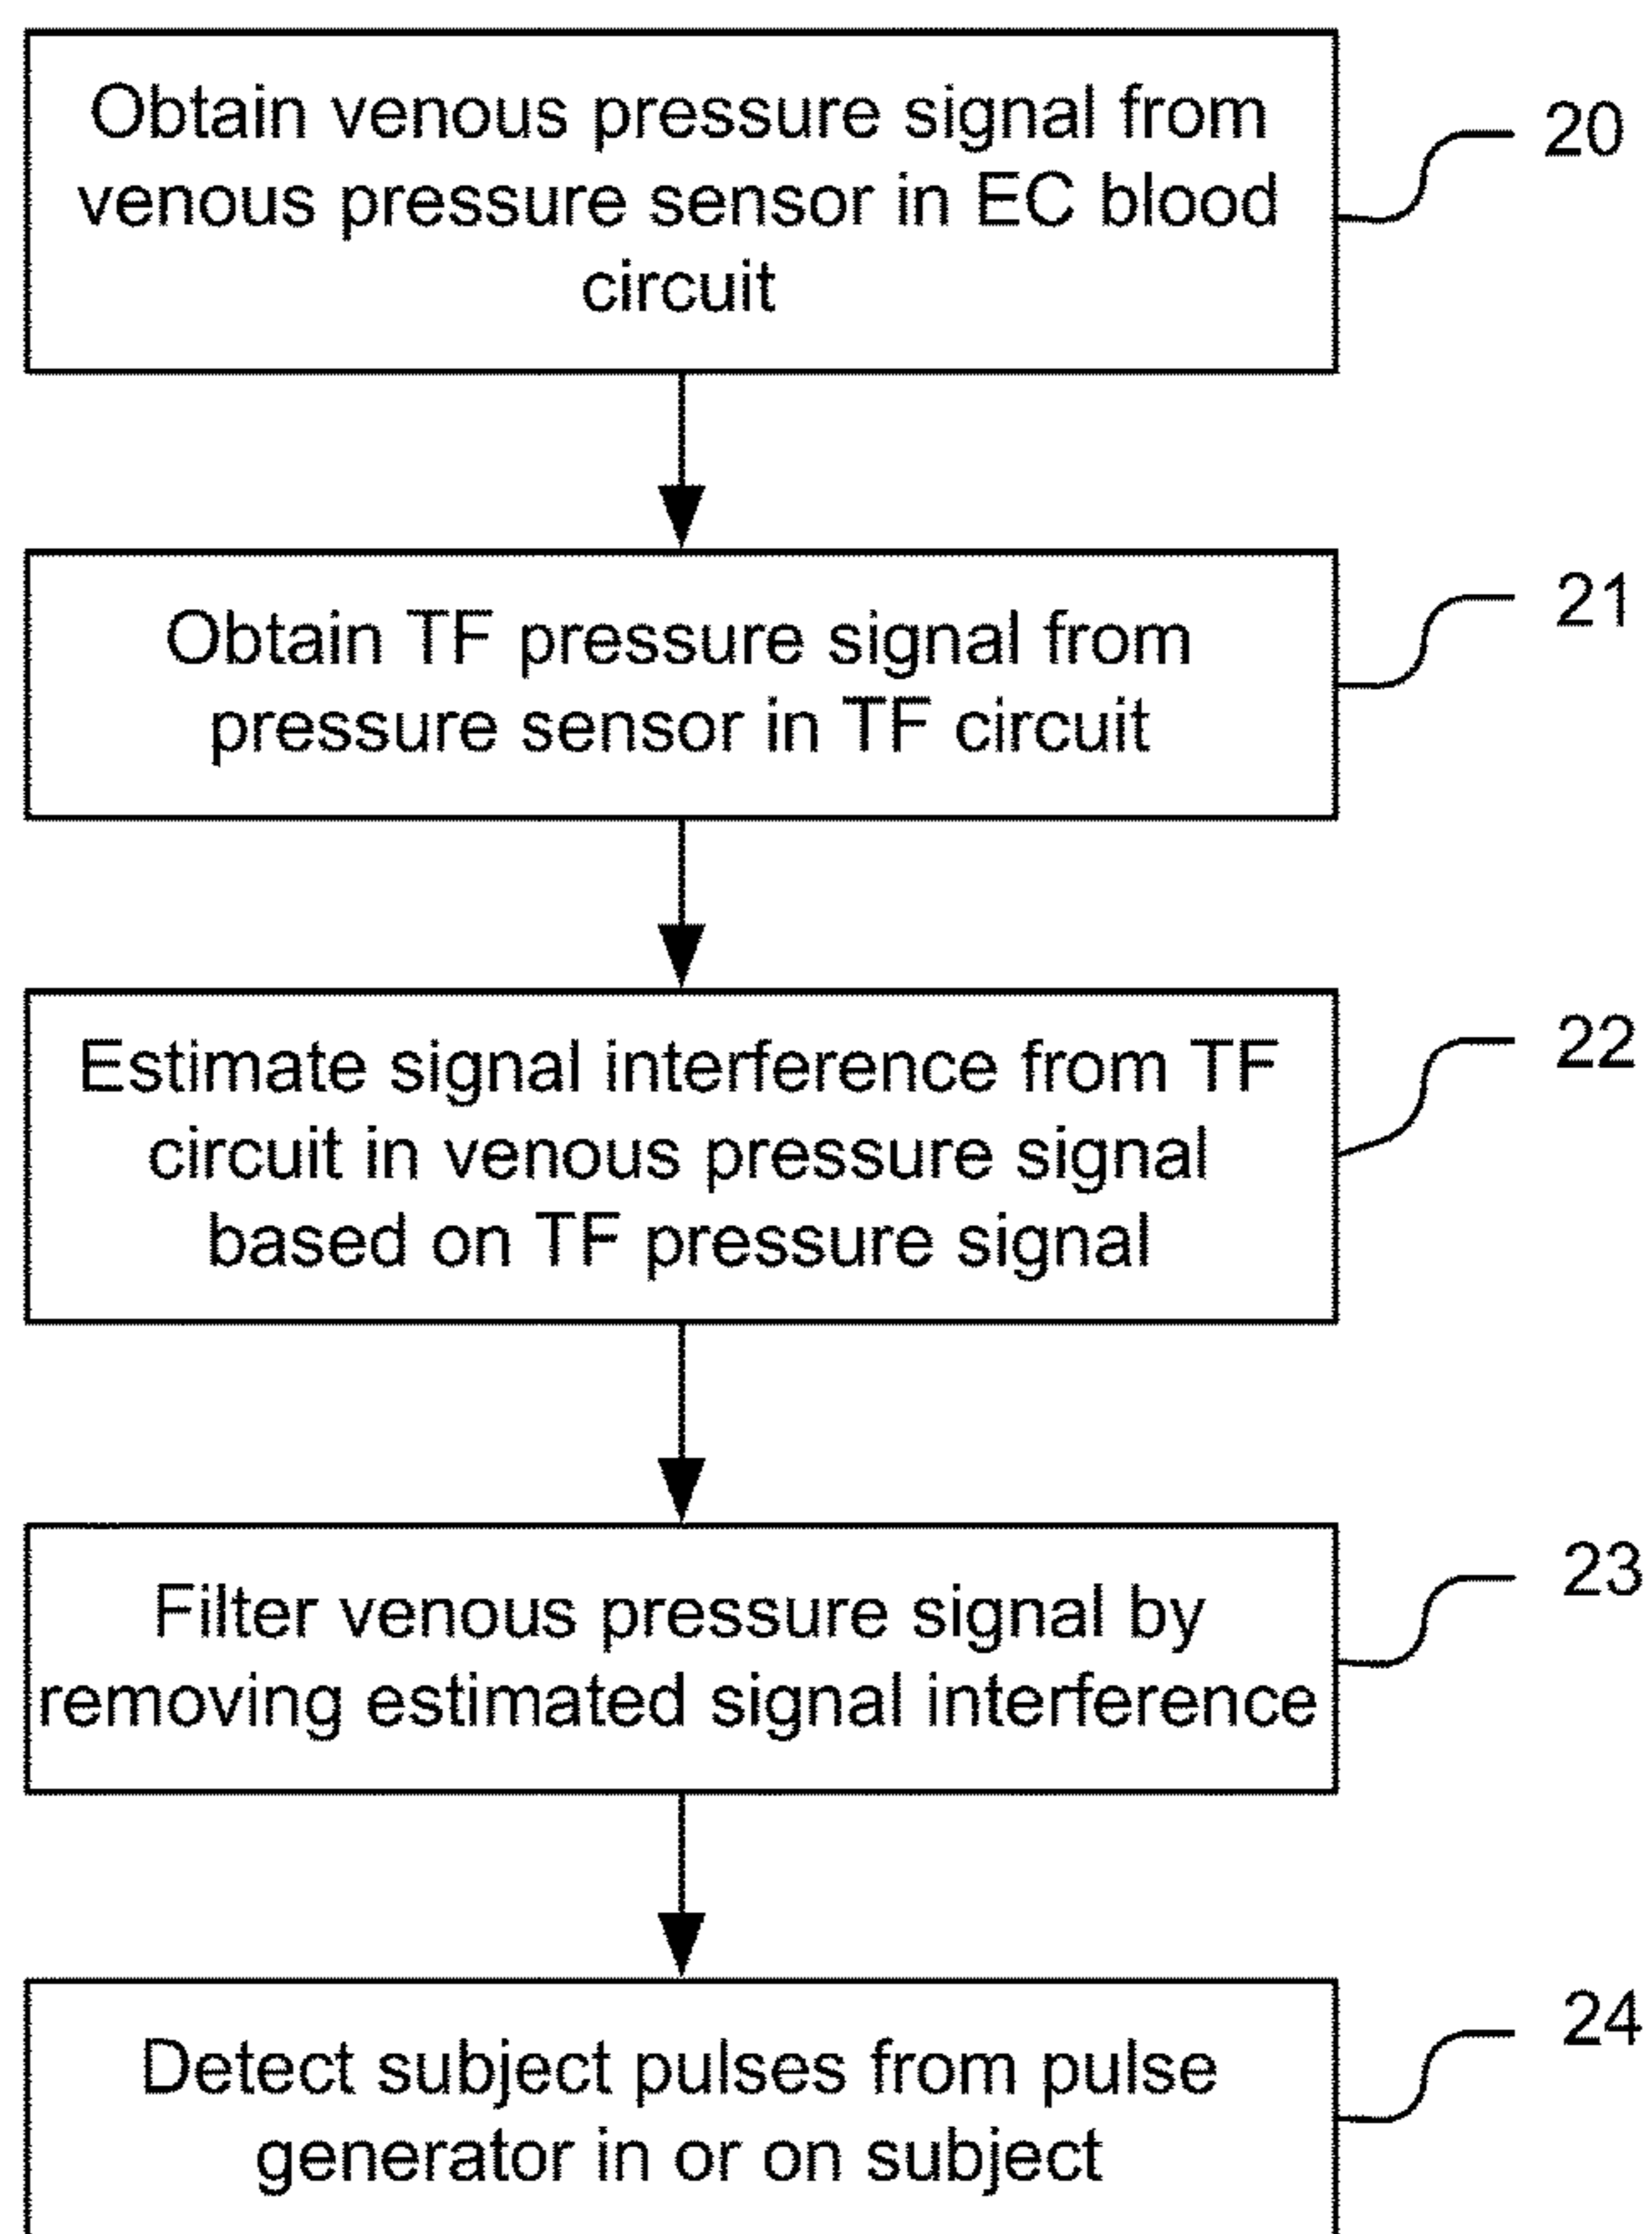 Obtain venous pressure signal from
venous pressure sensor in EC blood
circuit
20
Obtain TF pressure signal from
pressure sensor in TF circuit
21
Estimate signal interference from TF
circuit in venous pressure signal
based on TF pressure signal
22
Filter venous pressure signal by
removing estimated signal interference
23
Detect subject pulses from pulse
generator in or on subject
24